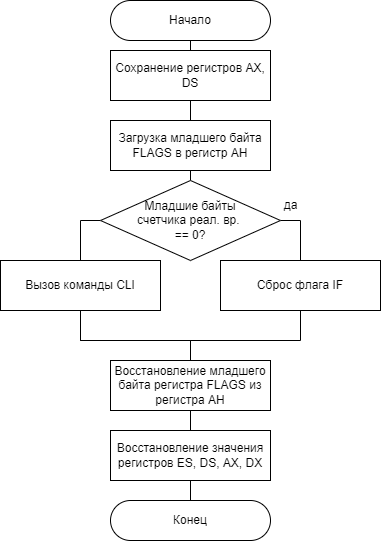 Начало
Сохранение регистров AX,
DS
Загрузка младшего байта
FLAGS в регистр AH
Младшие байты
счетчика реал. вр.
== 0?
да
Вызов команды CLI
Сброс флага IF
Восстановление младшего
байта регистра FLAGS из
регистра AH
Восстановление значения
регистров ES, DS, AX, DX
Конец